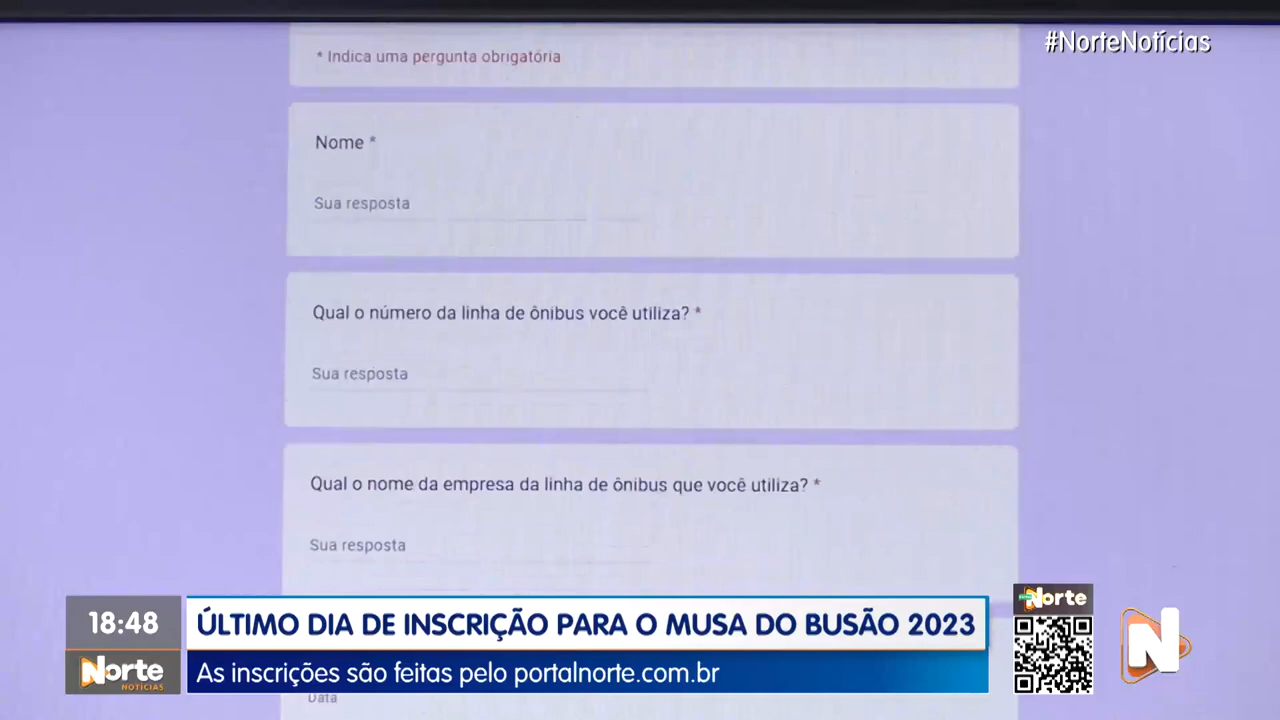 #NorteNotícias
* Indica uma pergunta obrigatória
Nome *
Sua resposta
Qual o número da linha de ônibus você utiliza? *
Sua resposta
Qual o nome da empresa da linha de ônibus que você utiliza? *
Sua resposta
18:48
ÚLTIMO DIA DE INSCRIÇÃO PARA O MUSA DO BUSÃO 2023
Norte
NOTÍCIAS
As inscrições são feitas pelo portalnorte.com.br
Data
Norte
N